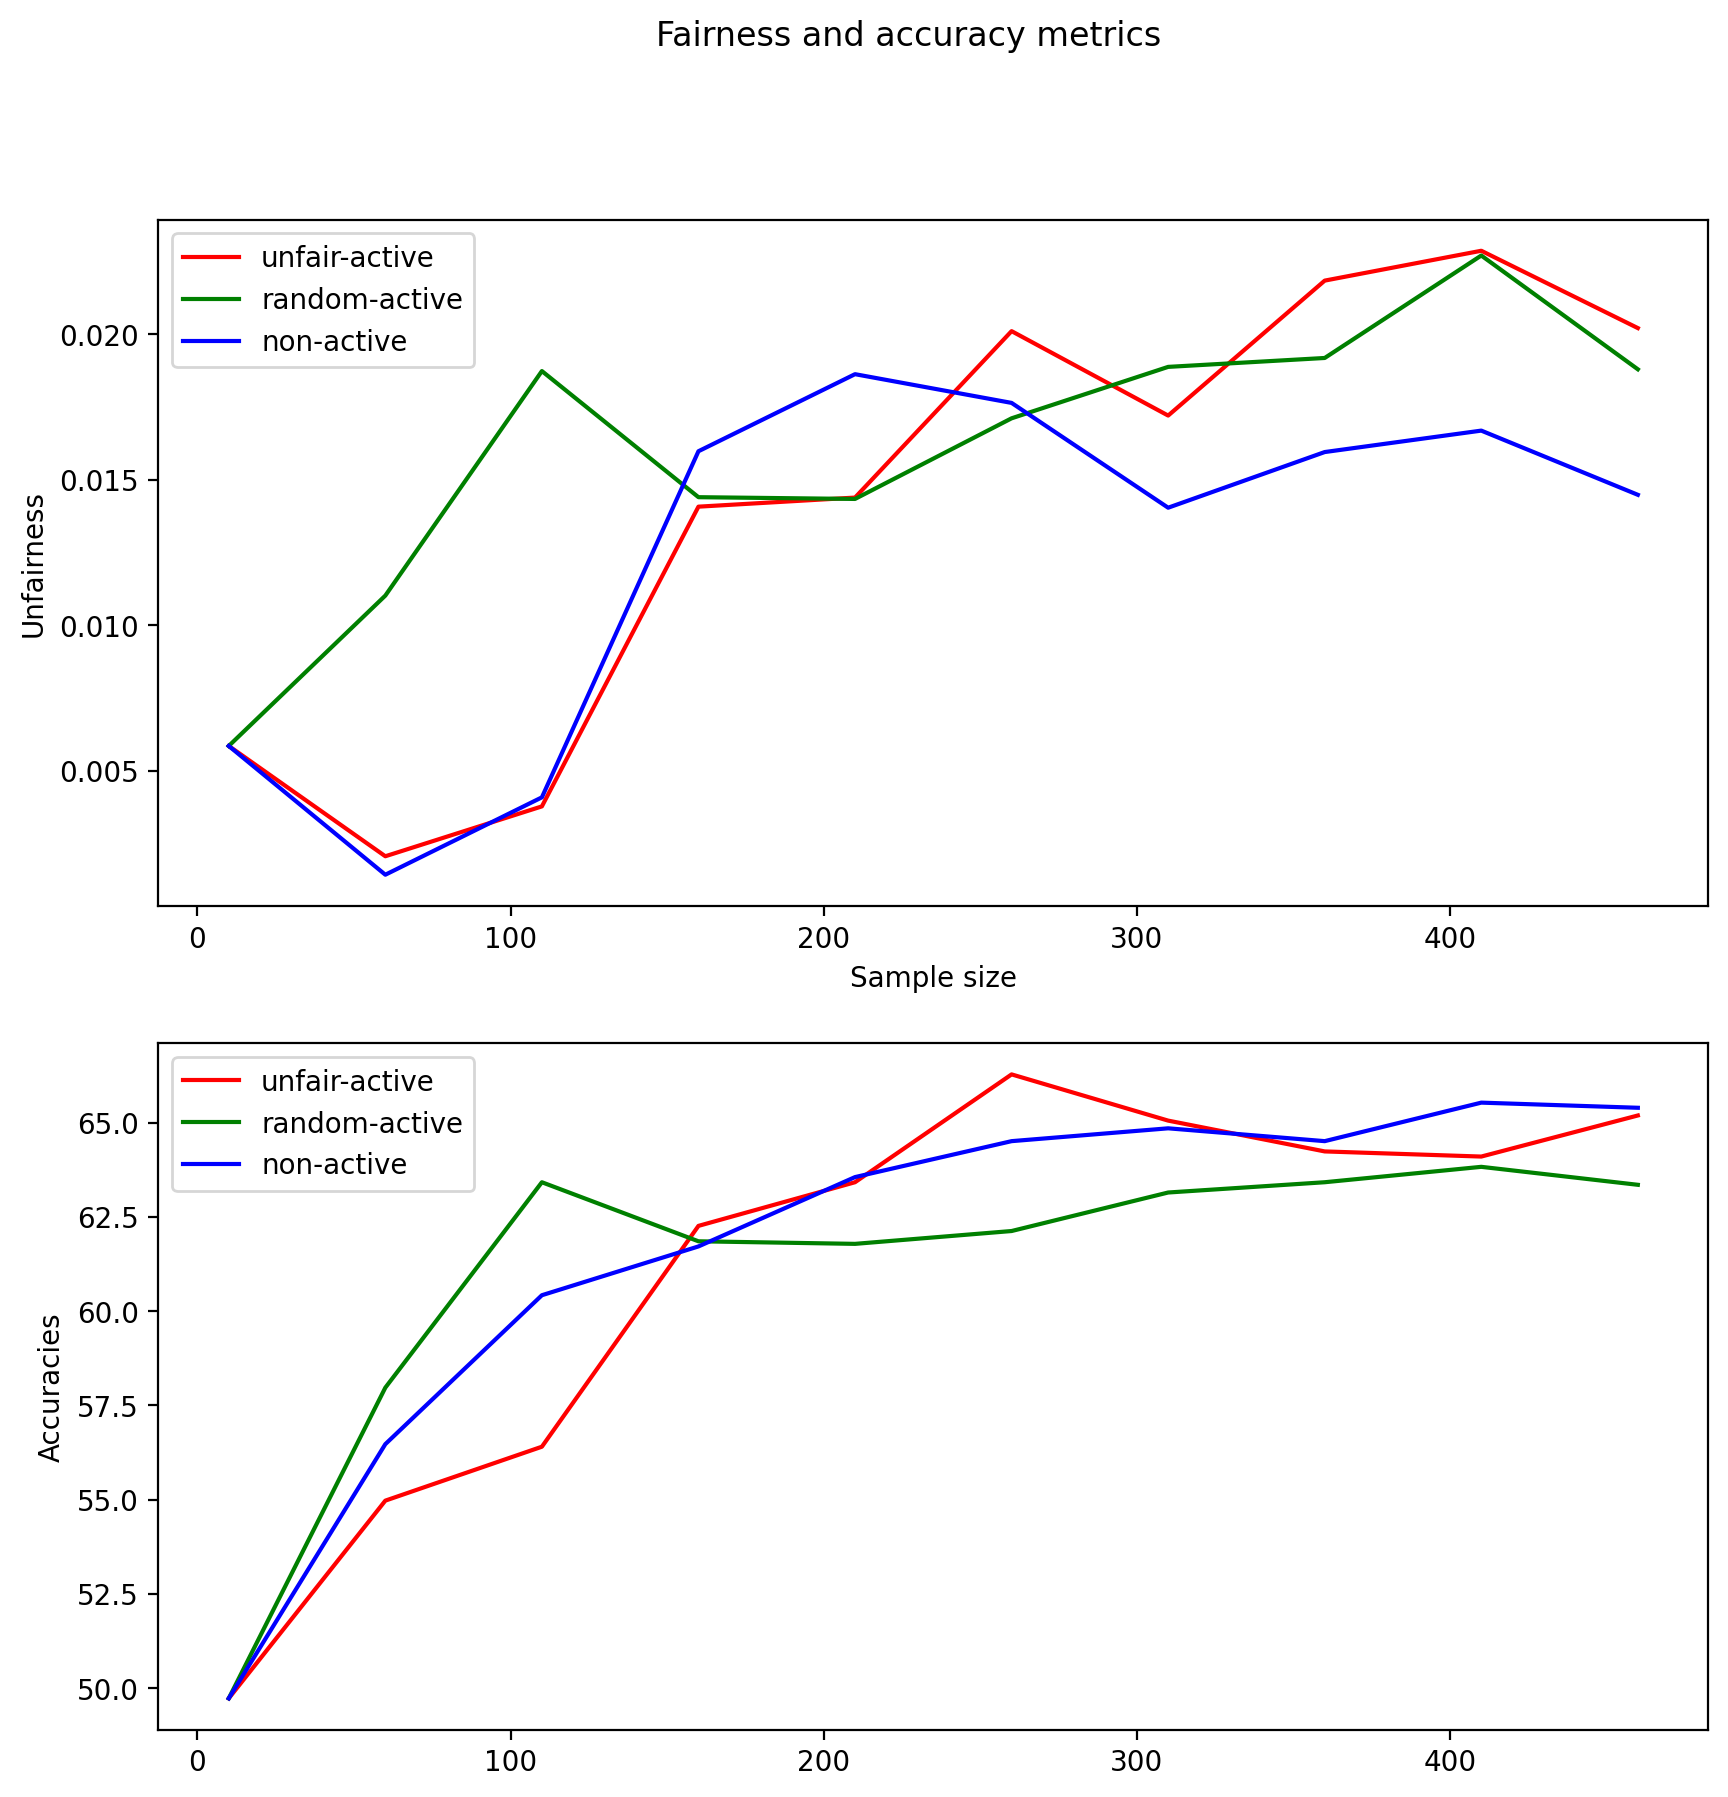 Fairness and accuracy metrics
unfair-active
random-active
non-active
0.020
0.015
0.010
0.005
Unfairness
0 100 200 300 400
Sample size
unfair-active
random-active
non-active
65.0
62.5
60.0
57.5
55.0
52.5
50.0
Accuracies
0 100 200 300 400